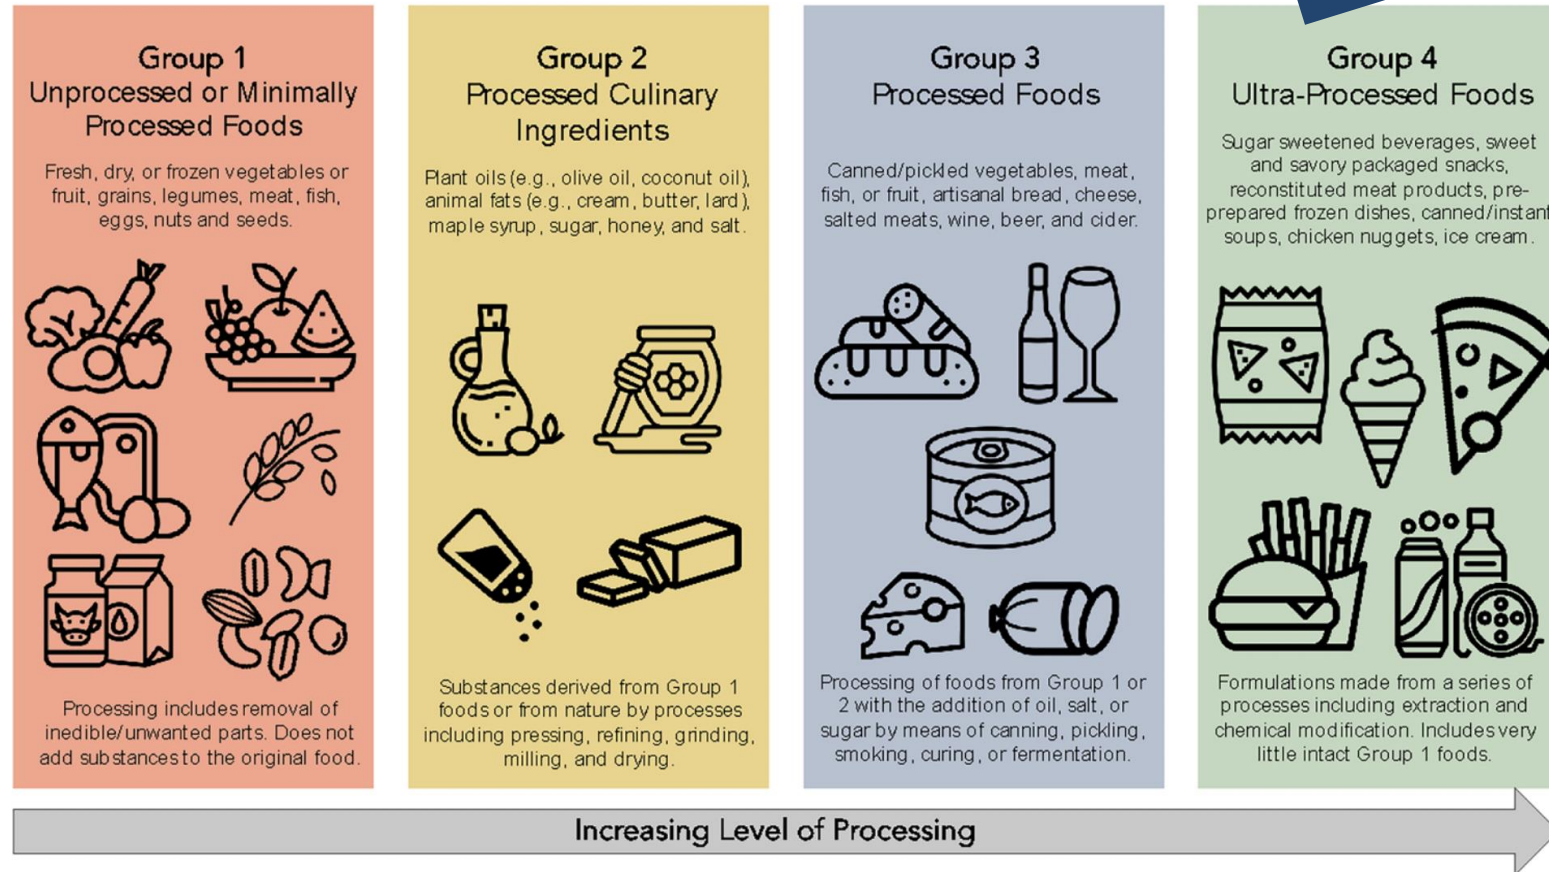 Group 1
Unprocessed or Minimally
Processed Foods
Fresh, dry, or frozen vegetables or
fruit, grains, legumes, meat, fish,
eggs, nuts and seeds.
Processing includes removal of
inedible/unwanted parts. Does not
add substances to the original food.
Group 2
Processed Culinary
Ingredients
Plant oils (e.g., olive oil, coconut oil),
animal fats (e.g., cream, butter, lard),
maple syrup, sugar, honey, and salt.
Substances derived from Group 1
foods or from nature by processes
including pressing, refining, grinding,
milling, and drying.
Group 3
Processed Foods
Canned/pickled vegetables, meat,
fish, or fruit, artisanal bread, cheese,
salted meats, wine, beer, and cider.
Processing of foods from Group 1 or
2 with the addition of oil, salt, or
sugar by means of canning, pickling,
smoking, curing, or fermentation.
Group 4
Ultra-Processed Foods
Sugar sweetened beverages, sweet
and savory packaged snacks,
reconstituted meat products, pre-
prepared frozen dishes, canned/instant
soups, chicken nuggets, ice cream.
Formulations made from a series of
processes including extraction and
chemical modification. Includes very
little intact Group 1 foods.
Increasing Level of Processing